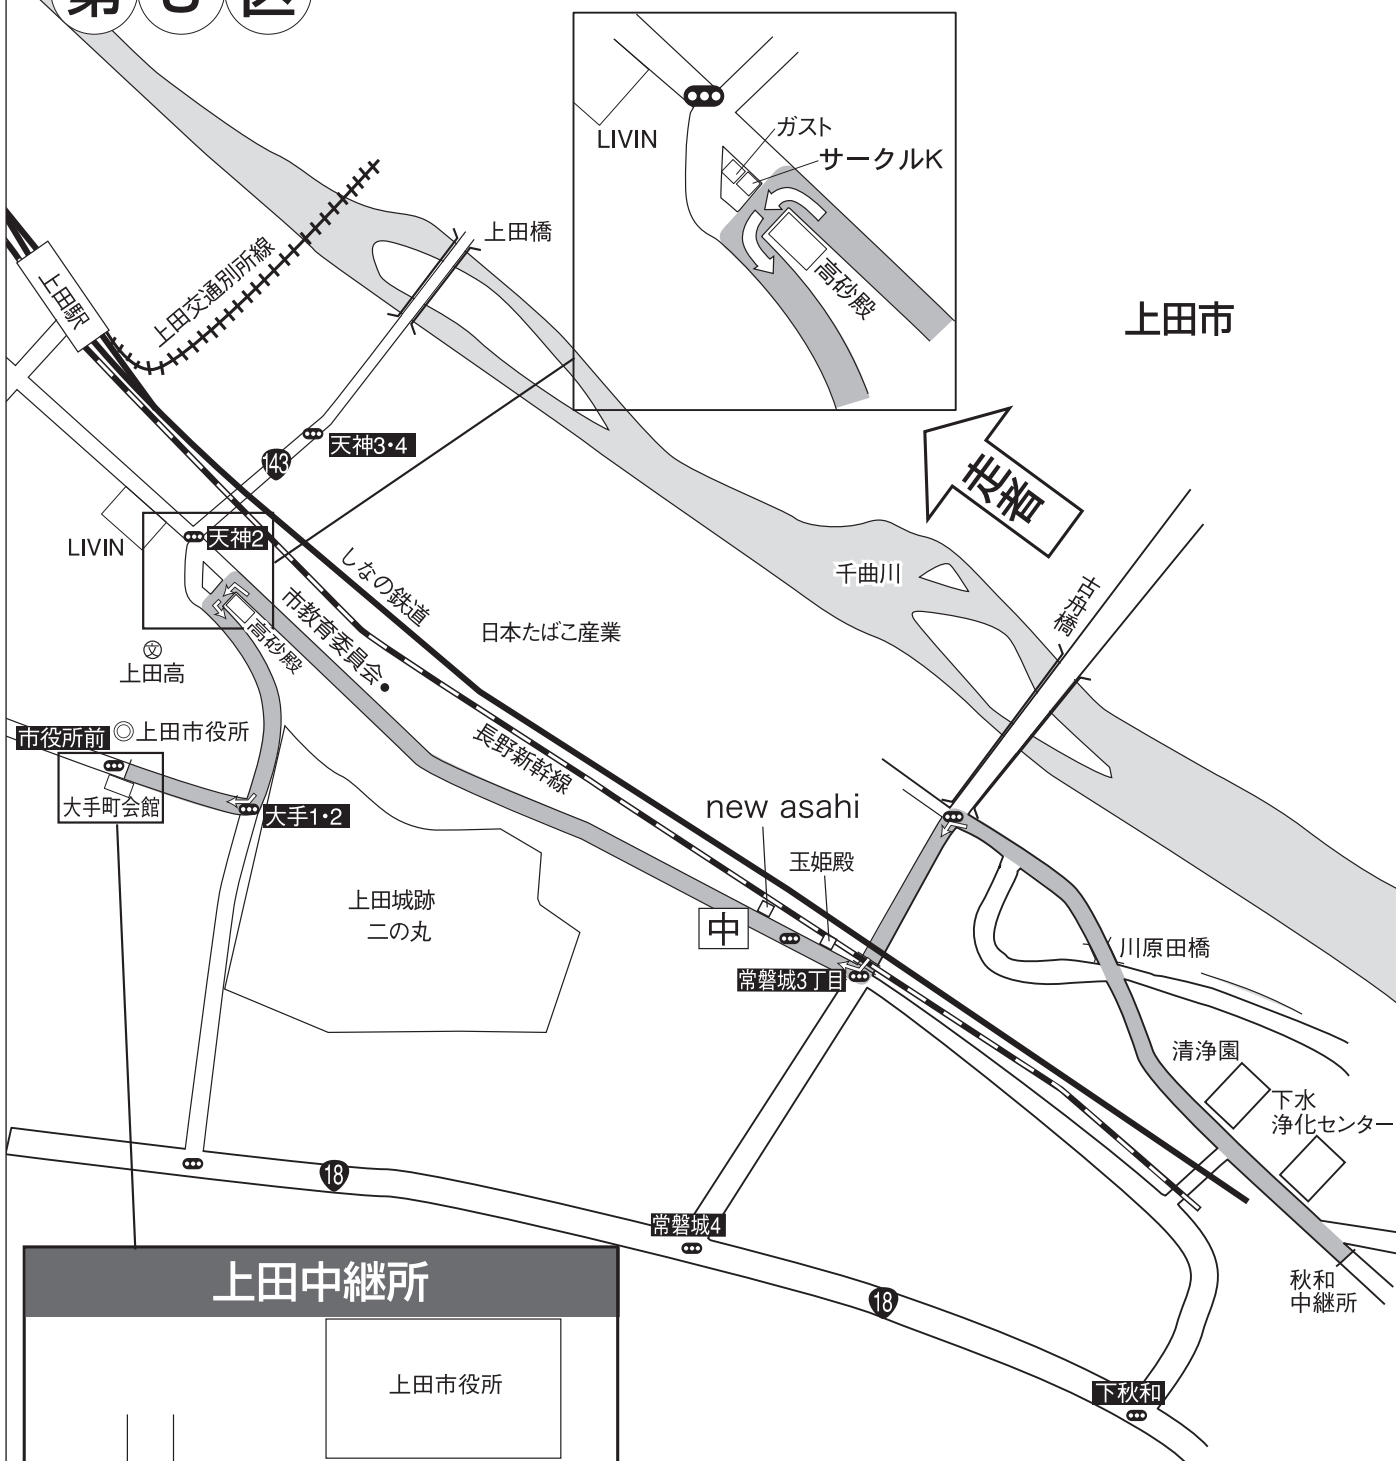 第七区
LIVIN
ガスト
サークルK
高砂殿
上田橋
上田交通別所線
上田駅
上田市
天神3・4
143
走者
LIVIN
天神2
しなの鉄道
千曲川
古舟橋
市教育委員会
日本たばこ産業
高砂殿
文
上田高
市役所前
上田市役所
長野新幹線
大手町会館
大手1・2
new asahi
玉姫殿
上田城跡
二の丸
中
川原田橋
常磐城3丁目
清浄園
下水
浄化センター
18
常磐城4
上田中継所
秋和
中継所
18
上田市役所
下秋和